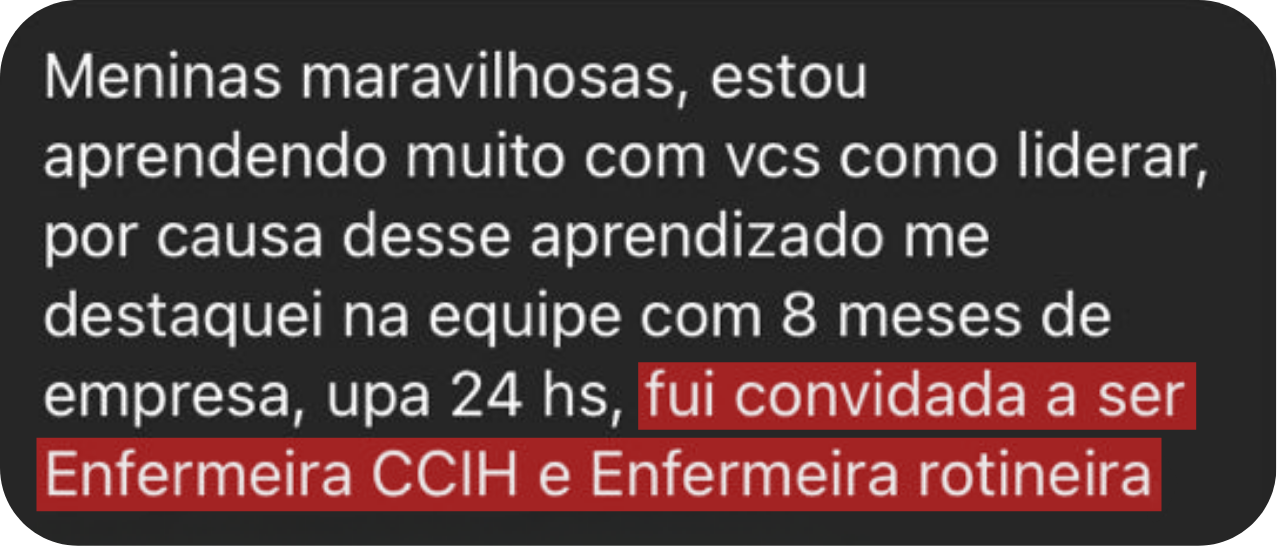 Meninas maravilhosas, estou
aprendendo muito com vcs como liderar,
por causa desse aprendizado me
destaquei na equipe com 8 meses de
empresa, upa 24 hs, fui convidada a ser
Enfermeira CCIH e Enfermeira rotineira